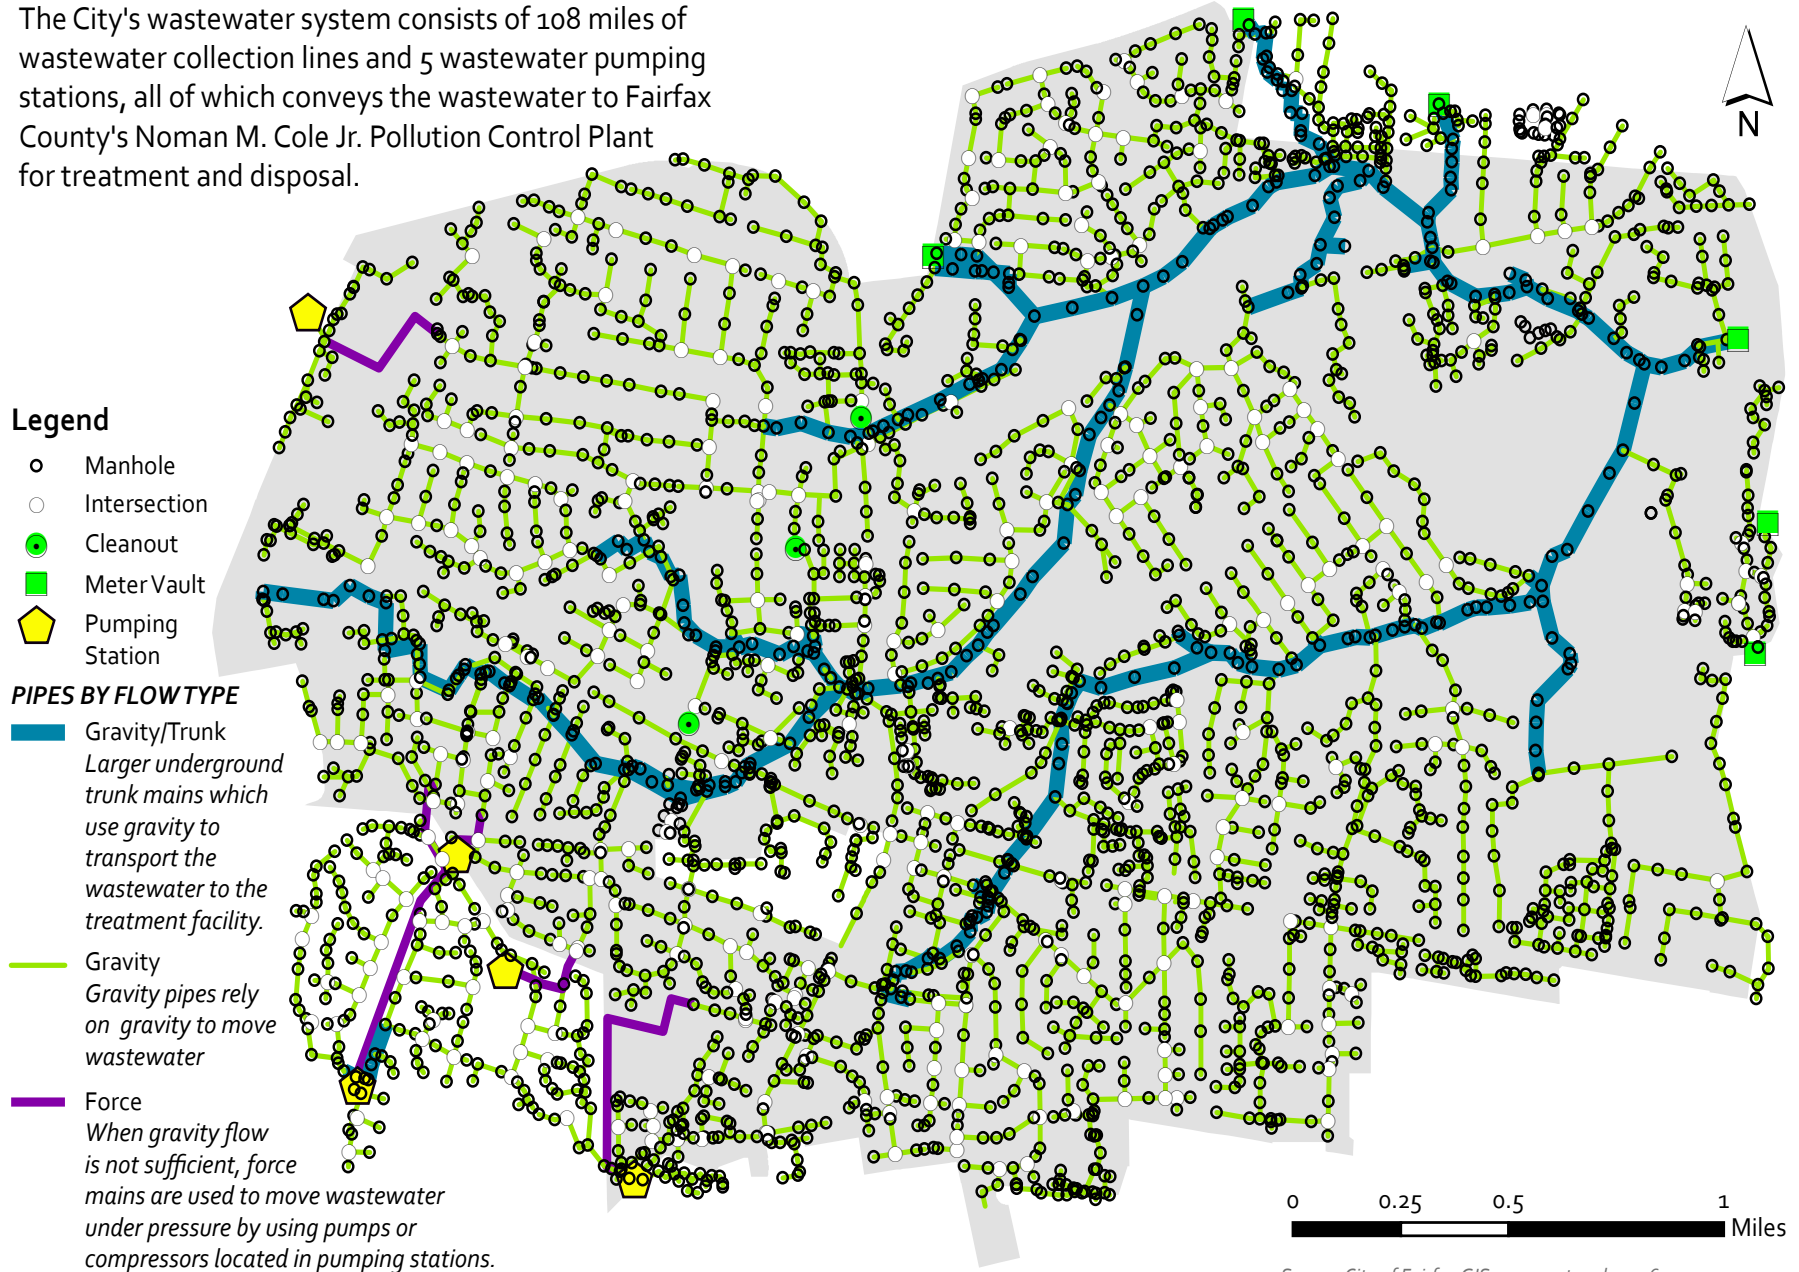 The City's wastewater system consists of 108 miles of
wastewater collection lines and 5 wastewater pumping
stations, all of which conveys the wastewater to Fairfax
County's Noman M. Cole Jr. Pollution Control Plant
for treatment and disposal.
N
Legend
Manhole
Intersection
Cleanout
Meter Vault
Pumping
Station
PIPES BY FLOW TYPE
Gravity/Trunk
Larger underground
trunk mains which
use gravity to
transport the
wastewater to the
treatment facility.
Gravity
Gravity pipes rely
on gravity to move
wastewater
Force
When gravity flow
is not sufficient, force
mains are used to move wastewater
under pressure by using pumps or
compressors located in pumping stations.
0 0.25 0.5 1
Miles